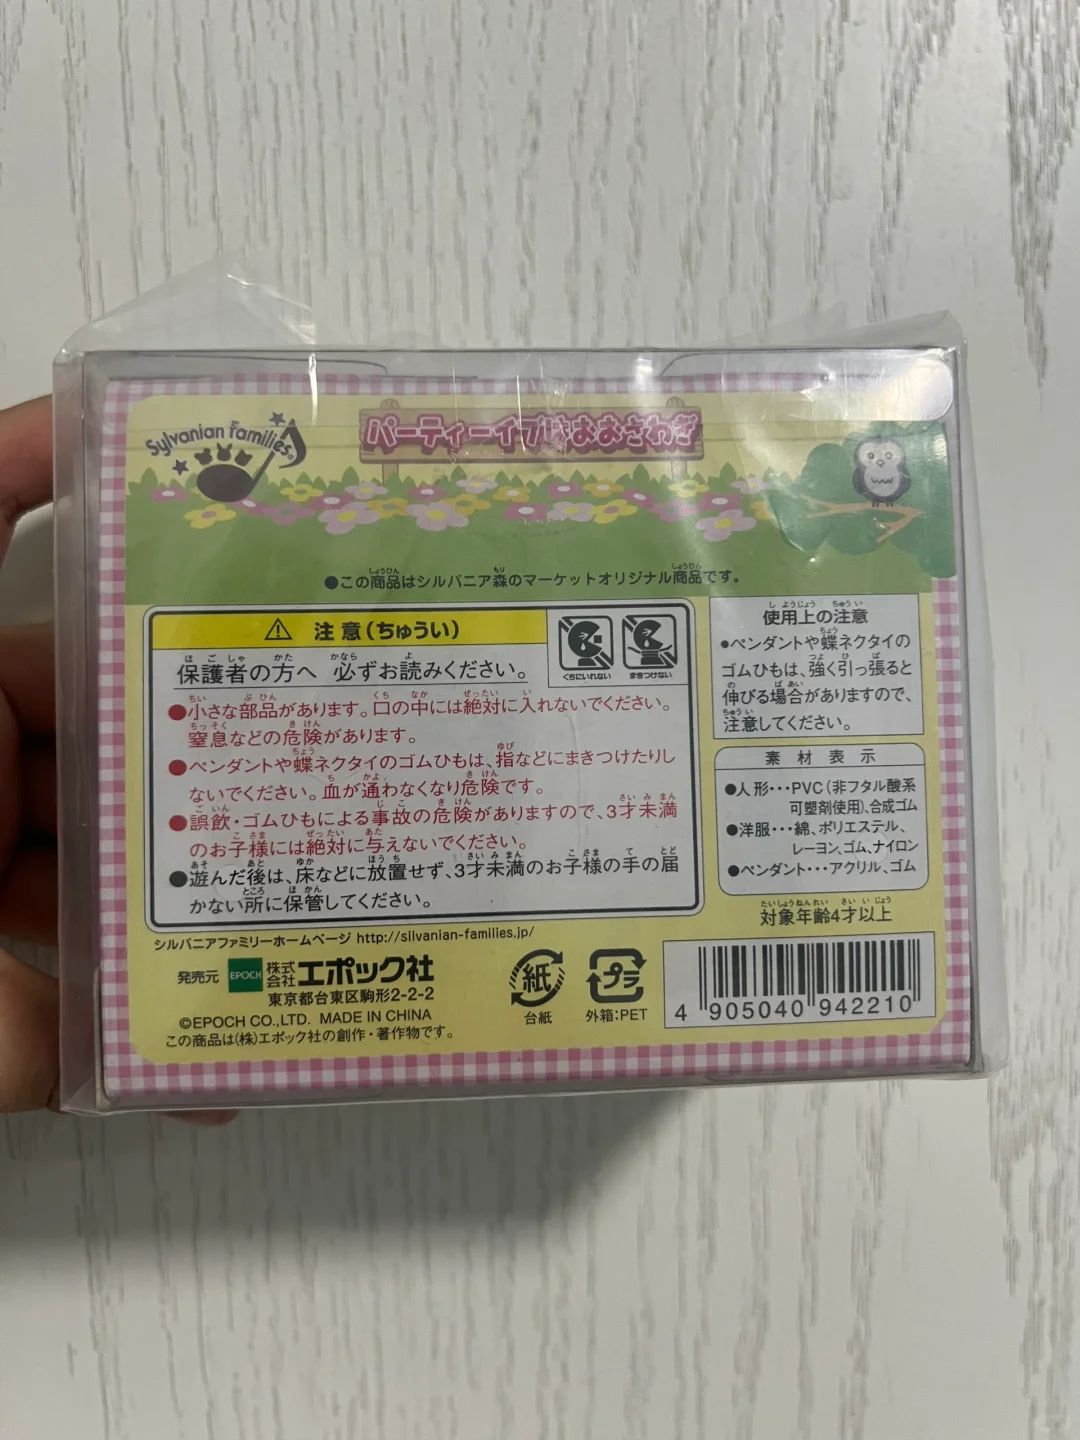 Sylvanian Families®
パーティーイブはおおさわぎ
●この商品はシルバニア森のマーケットオリジナル商品です。
⚠ 注意(ちゅうい)
保護者の方へ 必ずお読みください。
くちにいれない
まきつけない
●小さな部品があります。口の中には絶対に入れないでください。
窒息などの危険があります。
●ペンダントや蝶ネクタイのゴムひもは、指などにまきつけたりし
ないでください。血が通わなくなり危険です。
●誤飲・ゴムひもによる事故の危険がありますので、3才未満
のお子様には絶対に与えないでください。
●遊んだ後は、床などに放置せず、3才未満のお子様の手の届
かない所に保管してください。
使用上の注意
●ペンダントや蝶ネクタイの
ゴムひもは、強く引っ張ると
伸びる場合がありますので、
注意してください。
素材表示
●人形・・・PVC(非フタル酸系
可塑剤使用)、合成ゴム
●洋服・・・綿、ポリエステル、
レーヨン、ゴム、ナイロン
●ペンダント・・・アクリル、ゴム
対象年齢4才以上
シルバニアファミリーホームページ http://silvanian-families.jp/
発売元 EPOCH 株式会社エポック社
東京都台東区駒形2-2-2
©EPOCH CO.,LTD. MADE IN CHINA
この商品は(株)エポック社の創作・著作物です。
紙
台紙
プラ
外箱:PET
4 905040 942210